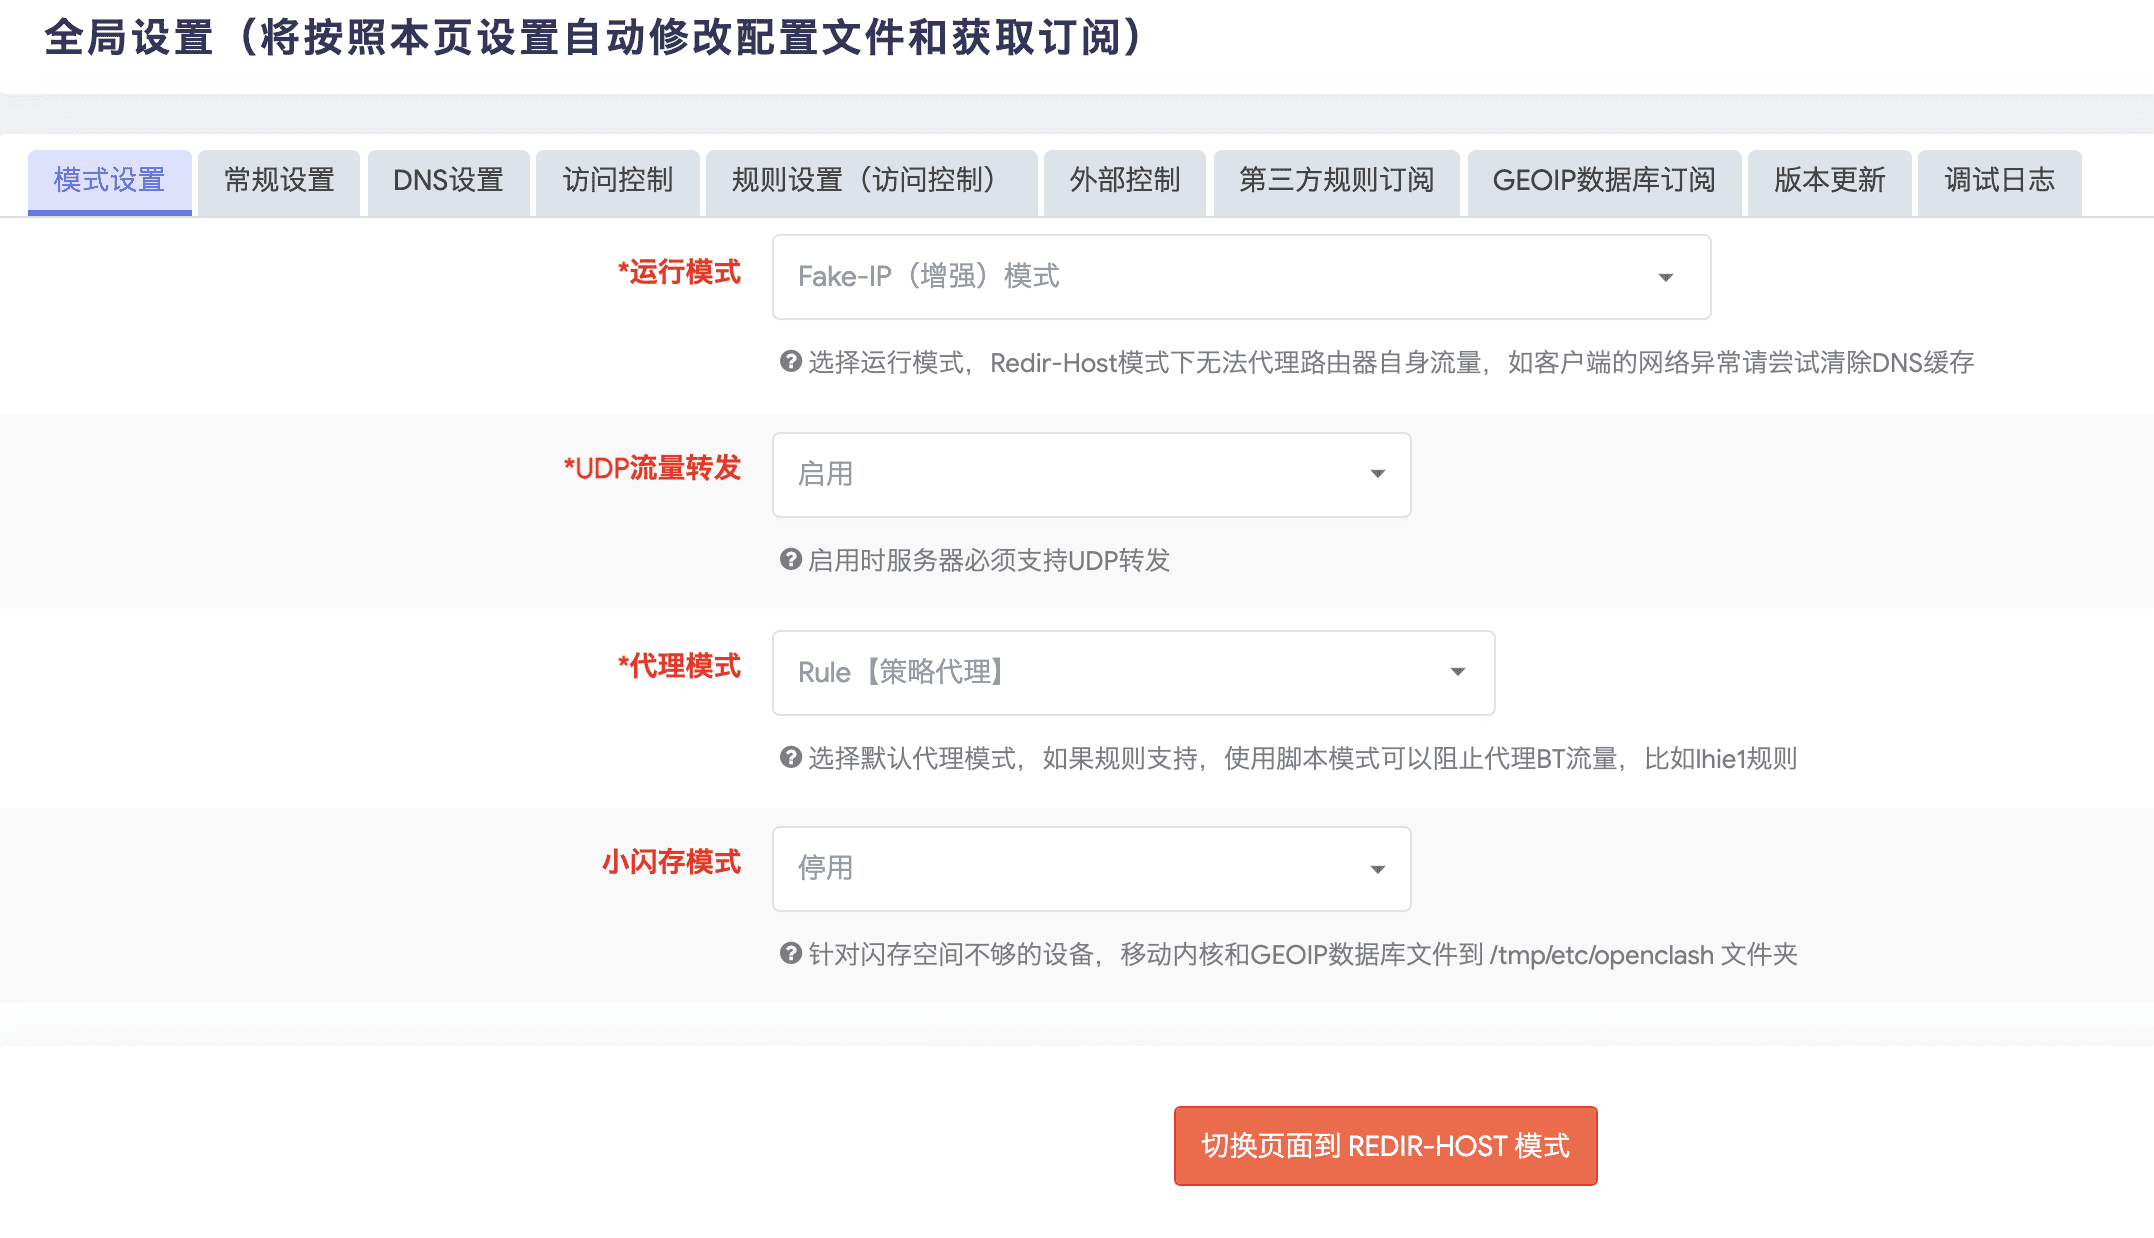 全局设置（将按照本页设置自动修改配置文件和获取订阅）
模式设置 常规设置 DNS设置 访问控制 规则设置（访问控制） 外部控制 第三方规则订阅 GEOIP数据库订阅 版本更新 调试日志
*运行模式 Fake-IP（增强）模式
选择运行模式，Redir-Host模式下无法代理路由器自身流量，如客户端的网络异常请尝试清除DNS缓存
*UDP流量转发 启用
启用时服务器必须支持UDP转发
*代理模式 Rule【策略代理】
选择默认代理模式，如果规则支持，使用脚本模式可以阻止代理BT流量，比如lhie1规则
小闪存模式 停用
针对闪存空间不够的设备，移动内核和GEOIP数据库文件到 /tmp/etc/openclash 文件夹
切换页面到 REDIR-HOST 模式